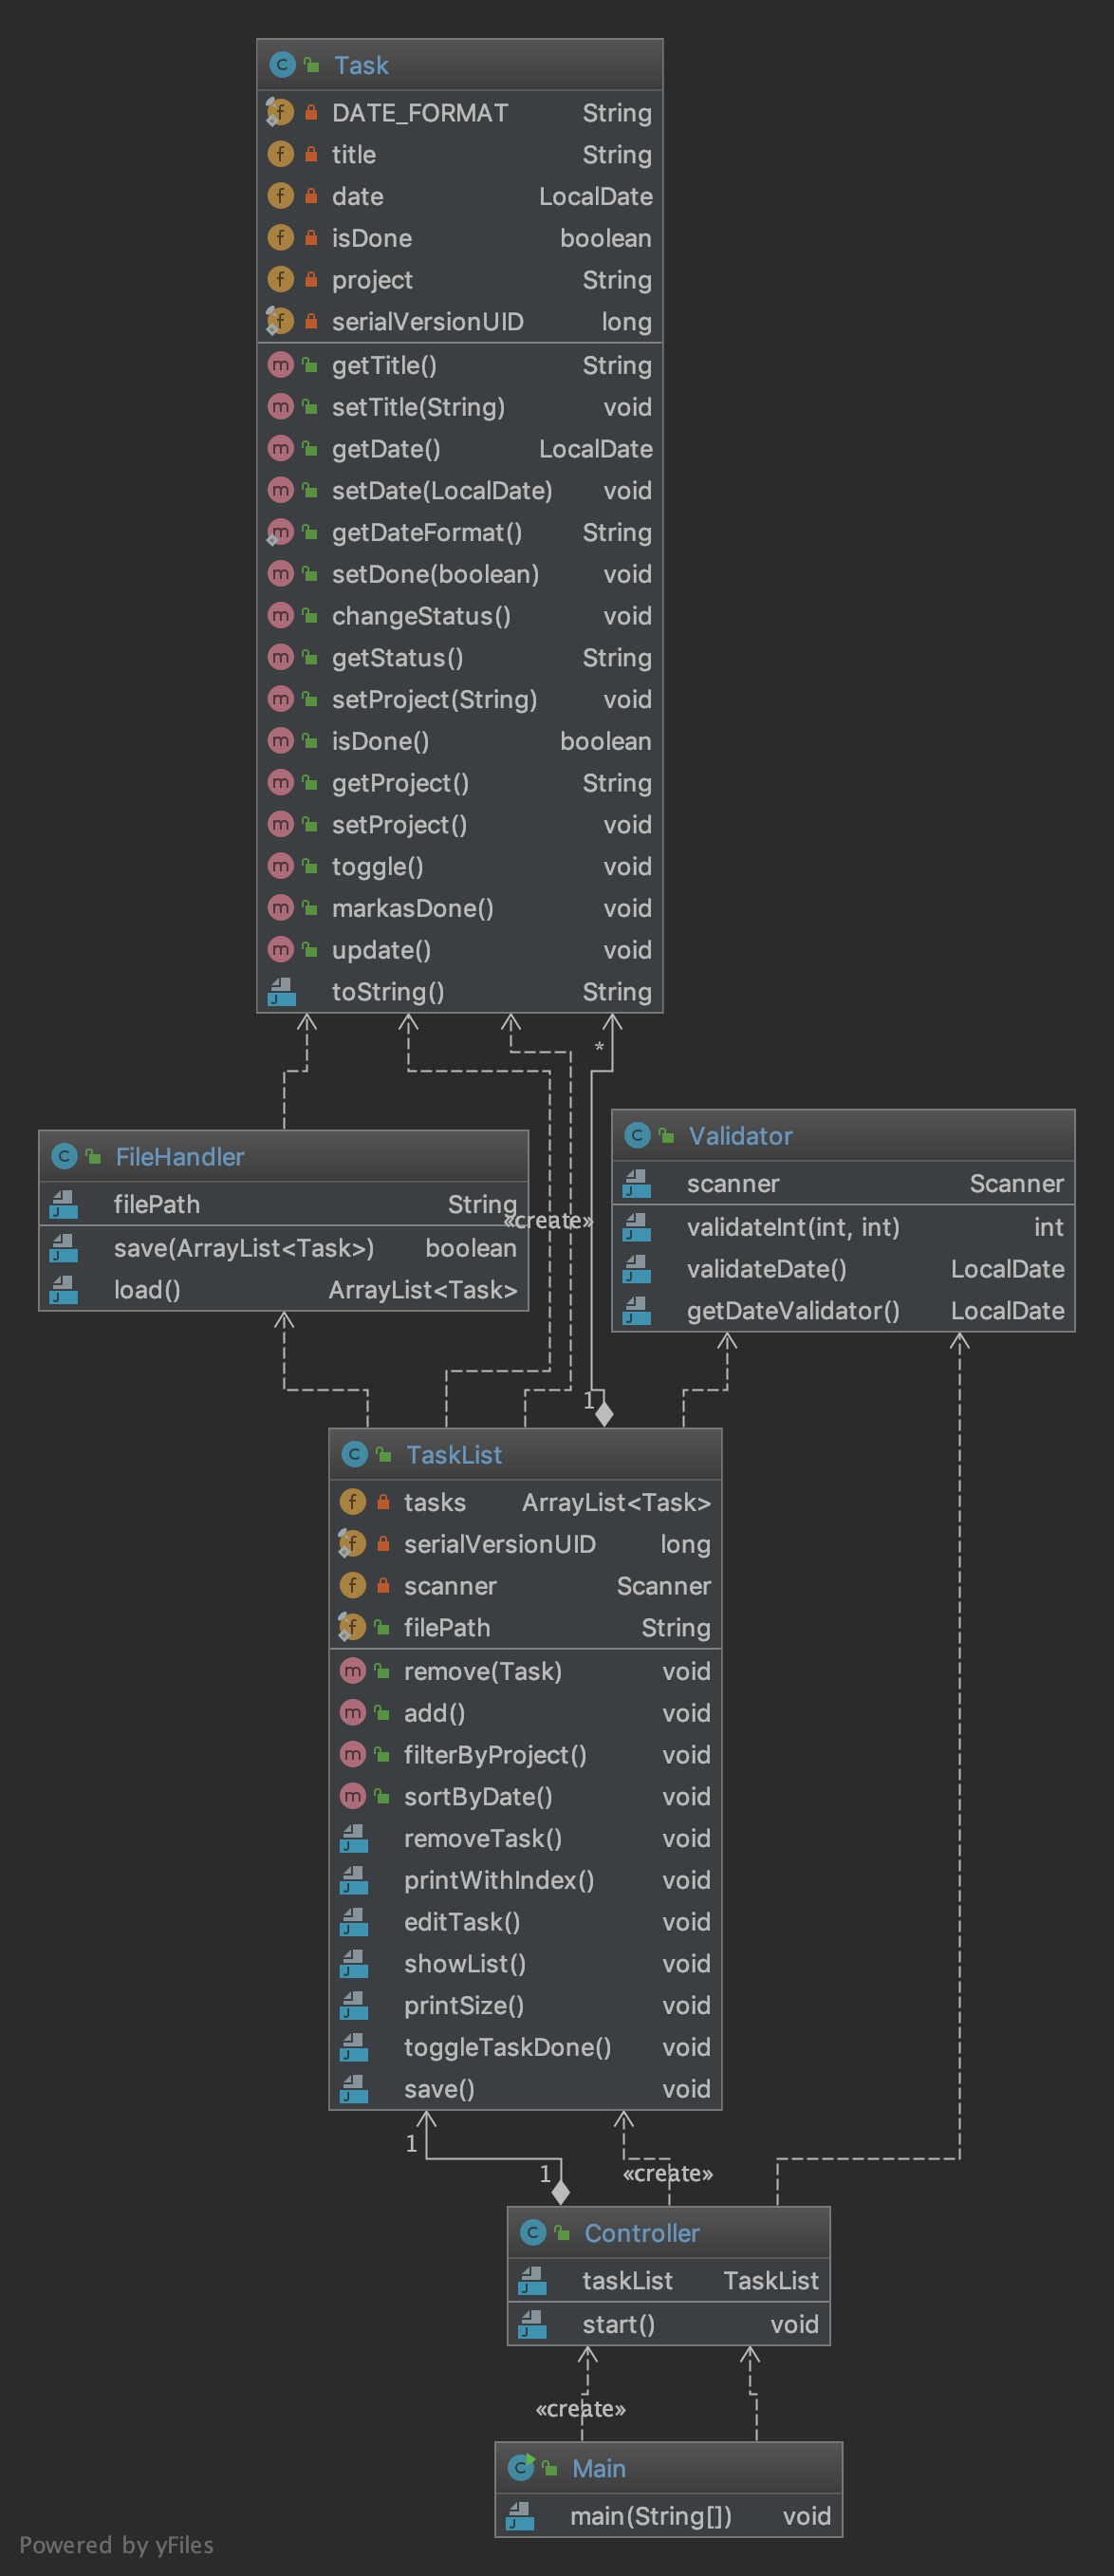 Task
DATE_FORMAT String
title String
date LocalDate
isDone boolean
project String
serialVersionUID long
getTitle() String
setTitle(String) void
getDate() LocalDate
setDate(LocalDate) void
getDateFormat() String
setDone(boolean) void
changeStatus() void
getStatus() String
setProject(String) void
isDone() boolean
getProject() String
setProject() void
toggle() void
markasDone() void
update() void
toString() String
*
FileHandler
filePath String
save(ArrayList<Task>) boolean
load() ArrayList<Task>
«create»
Validator
scanner Scanner
validateInt(int, int) int
validateDate() LocalDate
getDateValidator() LocalDate
1
TaskList
tasks ArrayList<Task>
serialVersionUID long
scanner Scanner
filePath String
remove(Task) void
add() void
filterByProject() void
sortByDate() void
removeTask() void
printWithIndex() void
editTask() void
showList() void
printSize() void
toggleTaskDone() void
save() void
1
1
«create»
Controller
taskList TaskList
start() void
«create»
Main
main(String[]) void
Powered by yFiles